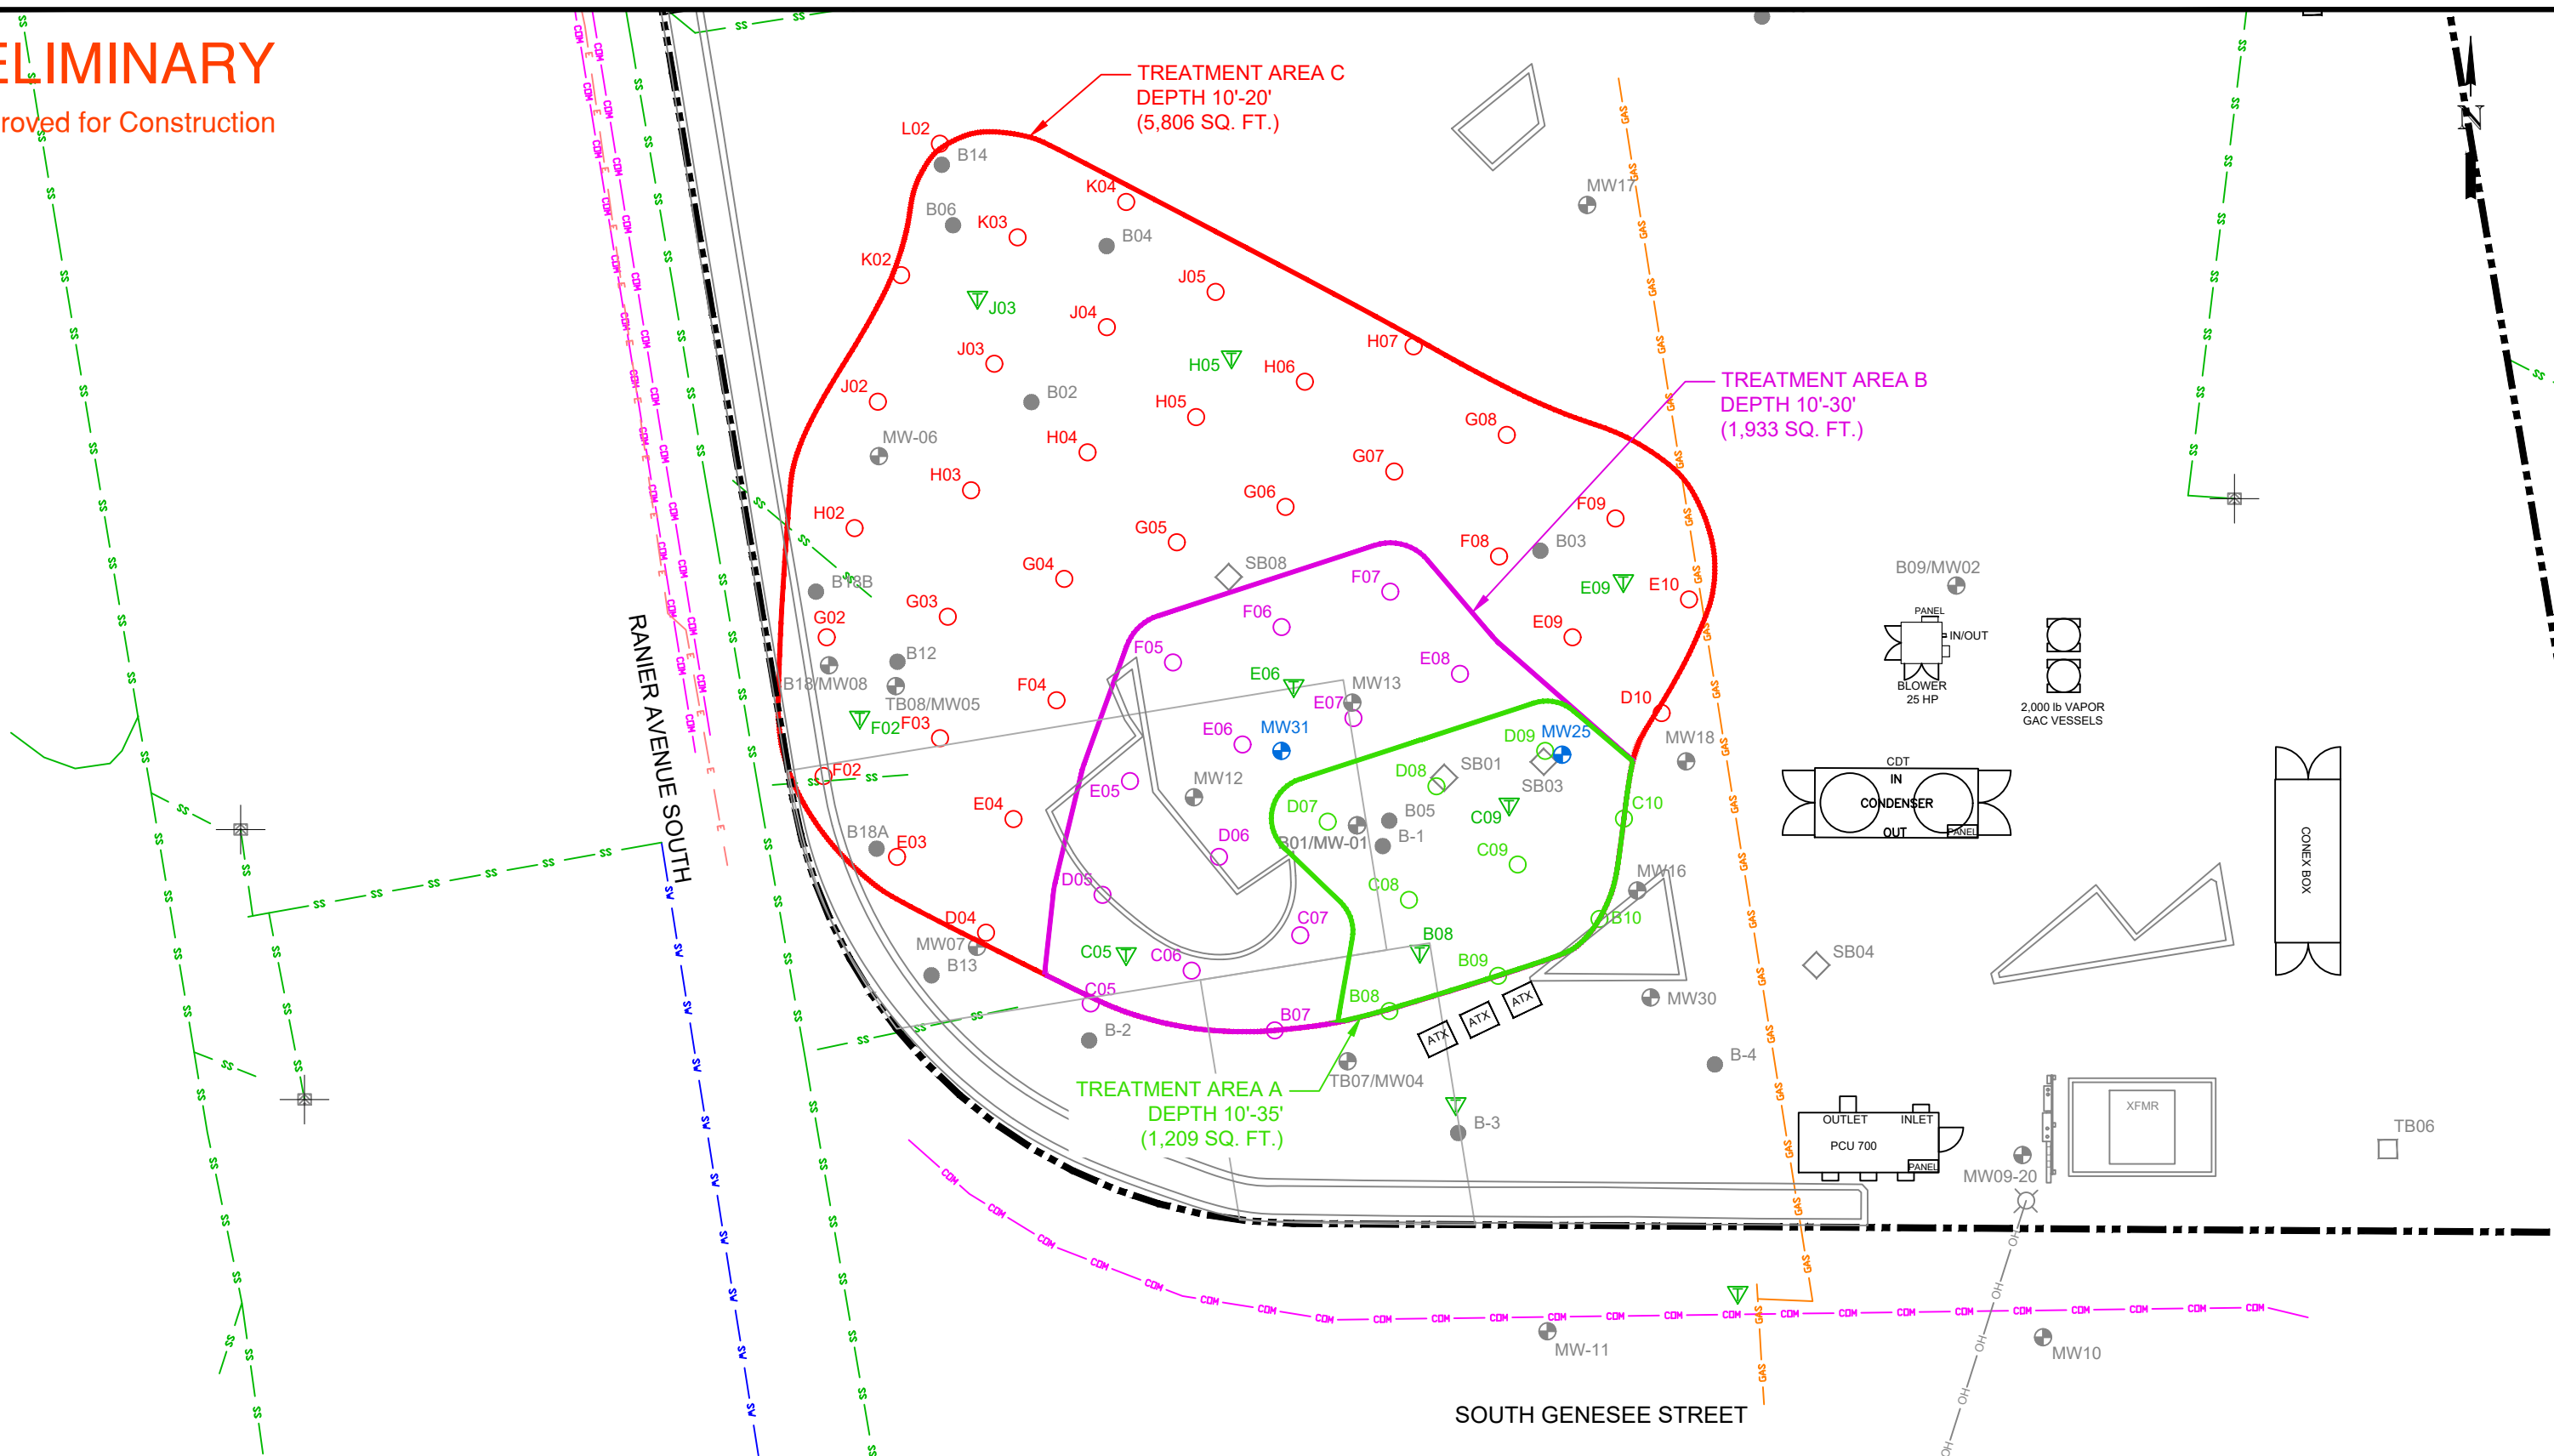 ELIMINARY
roved for Construction
TREATMENT AREA C
DEPTH 10'-20'
(5,806 SQ. FT.)
L02
B14
K04
MW17
B06
K03
B04
K02
J05
J03
J04
H07
J03
H05
H06
J02
B02
H05
TREATMENT AREA B
DEPTH 10'-30'
(1,933 SQ. FT.)
G08
H04
MW-06
G07
H03
G06
F09
H02
G05
F08
B03
SB08
G04
E09
E10
B09/MW02
B18B
F07
G03
G02
F06
E09
PANEL
IN/OUT
BLOWER
25 HP
2,000 lb VAPOR
GAC VESSELS
B12
F05
E08
E06
B18/MW08
F04
MW13
TB08/MW05
E07
D10
F02
F03
E06
MW31
D09
MW25
MW18
F02
D08
SB01
SB03
CDT
IN
CONDENSER
OUT
PANEL
MW12
E05
E04
D07
B05
C09
C10
B-1
B01/MW-01
B18A
E03
D06
C09
CONEX BOX
RANIER AVENUE SOUTH
D05
C08
MW16
D04
C07
B10
MW07
C05
C06
B08
B13
B09
SB04
C05
B08
MW30
B07
ATX
ATX
ATX
B-2
B-4
TB07/MW04
TREATMENT AREA A
DEPTH 10'-35'
(1,209 SQ. FT.)
B-3
OUTLET
INLET
PCU 700
PANEL
XFMR
TB06
MW09-20
MW-11
MW10
SOUTH GENESEE STREET
N
SS
COM
E
GAS
SV
OH